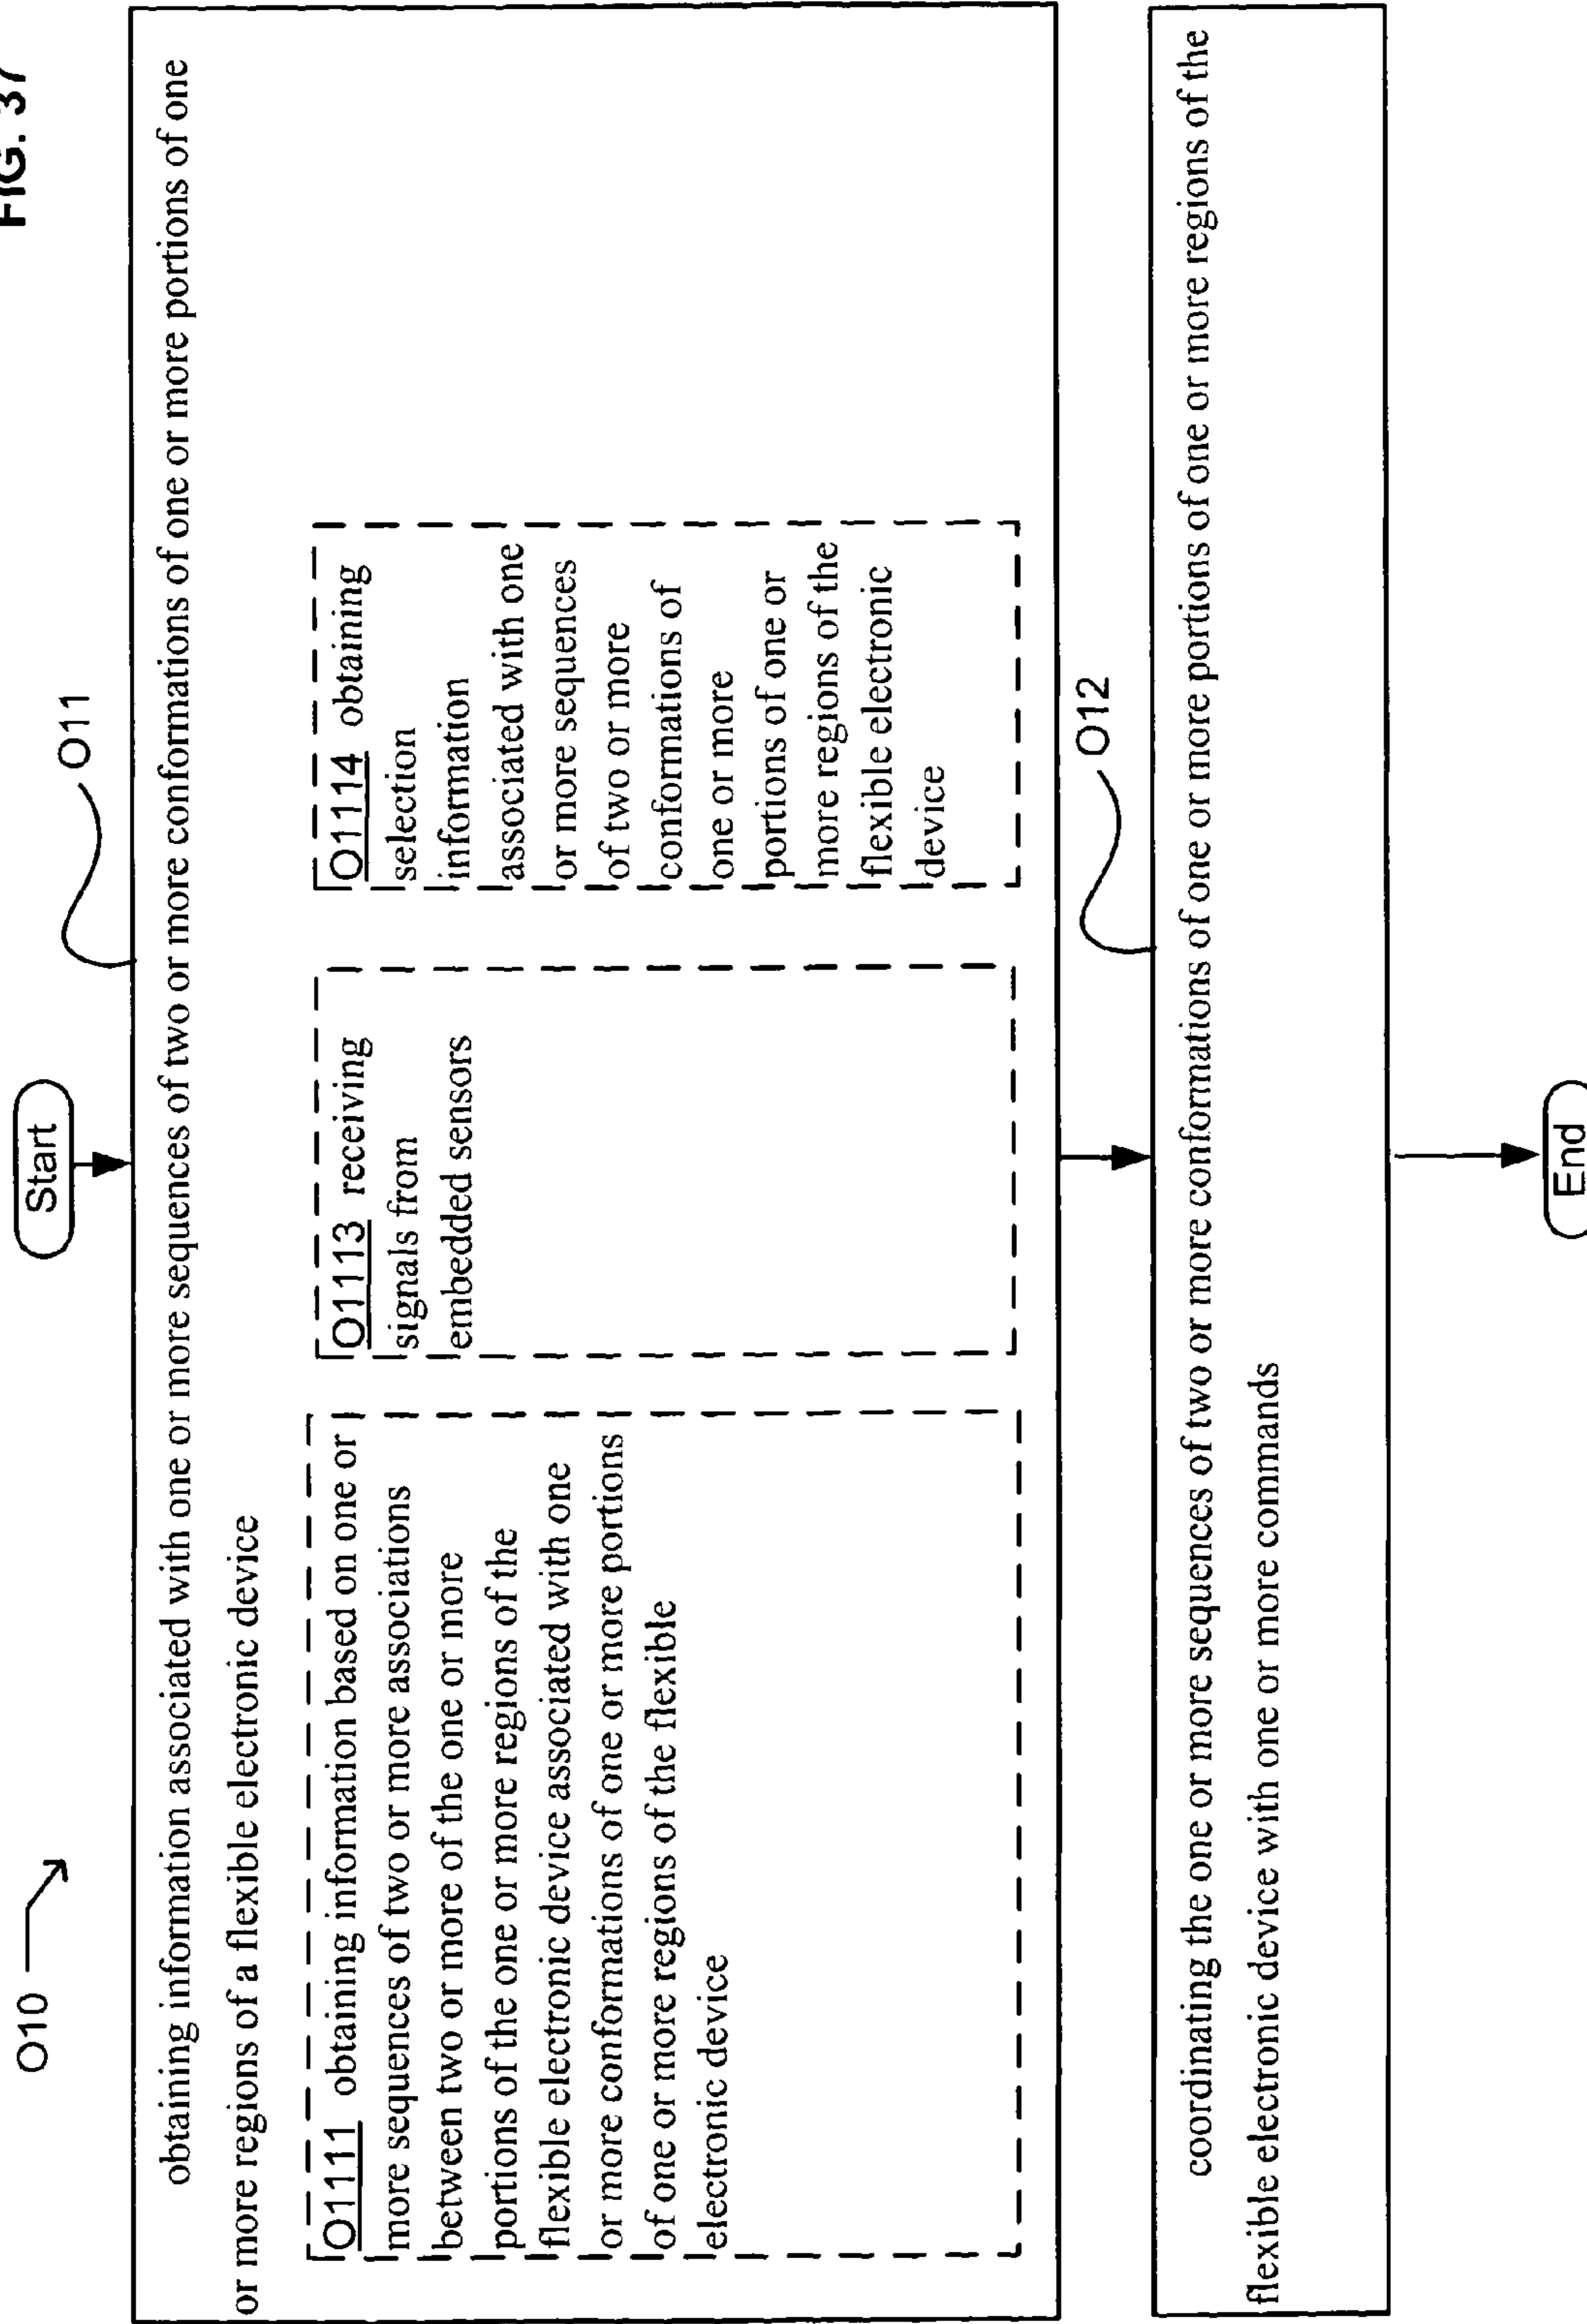 FIG. 37
O10
Start
O11
obtaining information associated with one or more sequences of two or more conformations of one or more portions of one
or more regions of a flexible electronic device
O1111 obtaining information based on one or
more sequences of two or more associations
between two or more of the one or more
portions of the one or more regions of the
flexible electronic device associated with one
or more conformations of one or more portions
of one or more regions of the flexible
electronic device
O1113 receiving
signals from
embedded sensors
O1114 obtaining
selection
information
associated with one
or more sequences
of two or more
conformations of
one or more
portions of one or
more regions of the
flexible electronic
device
O12
coordinating the one or more sequences of two or more conformations of one or more portions of one or more regions of the
flexible electronic device with one or more commands
End